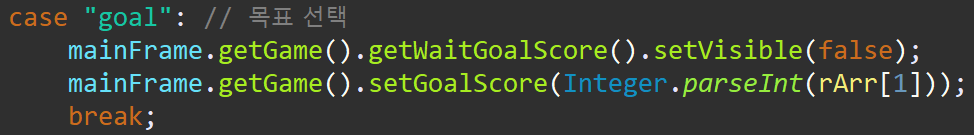 case "goal": // 목표 선택
mainFrame.getGame().getWaitGoalScore().setVisible(false);
mainFrame.getGame().setGoalScore(Integer.parseInt(rArr[1]));
break;